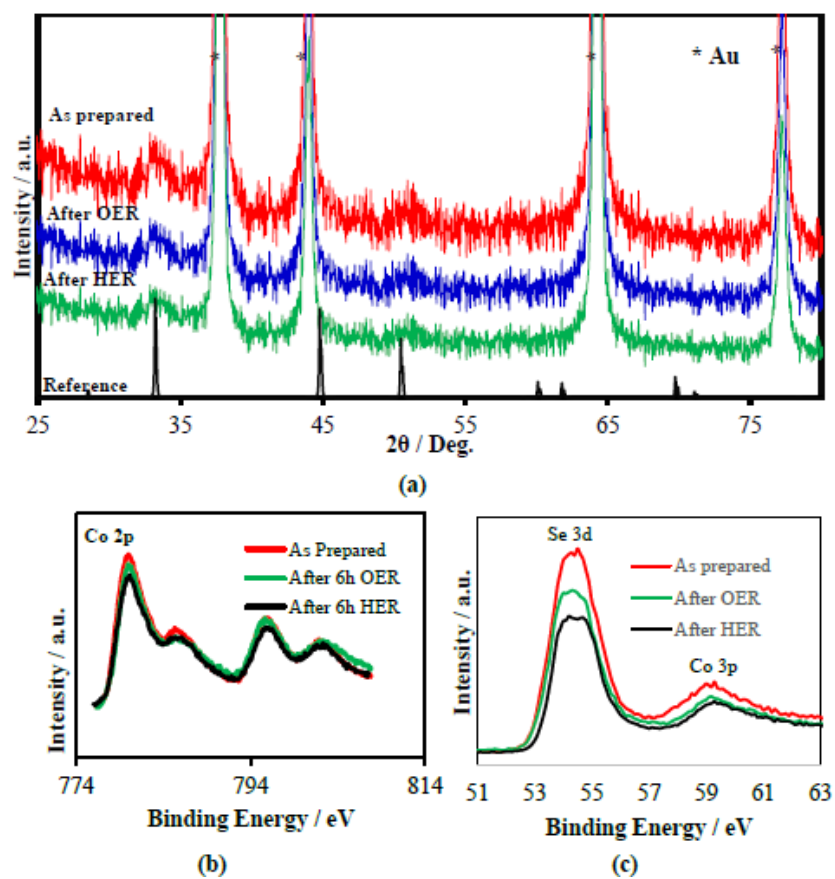 * * * * * Au
As prepared
After OER
After HER
Reference
Intensity / a.u.
25 35 45 55 65 75
2θ / Deg.
(a)
Co 2p
As Prepared
After 6h OER
After 6h HER
Intensity / a.u.
774 794 814
Binding Energy / eV
(b)
Se 3d
As prepared
After OER
After HER
Co 3p
Intensity / a.u.
51 53 55 57 59 61 63
Binding Energy / eV
(c)